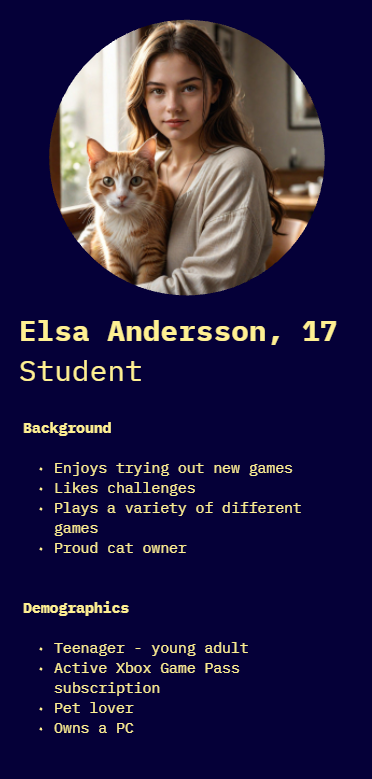 Elsa Andersson, 17
Student
Background
· Enjoys trying out new games
· Likes challenges
· Plays a variety of different
games
· Proud cat owner
Demographics
· Teenager - young adult
· Active Xbox Game Pass
subscription
· Pet lover
· Owns a PC